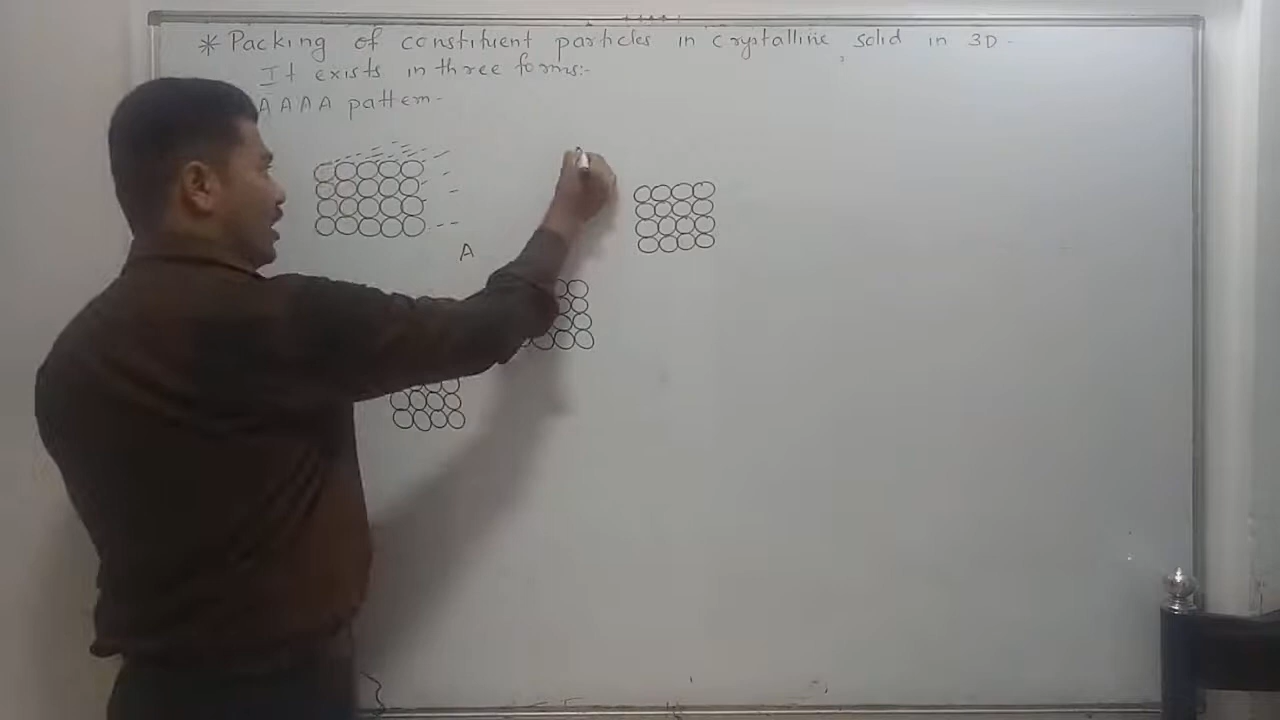 * Packing of constituent particles in crystalline solid in 3D.
It exists in three forms:-
AAAA pattern.
A